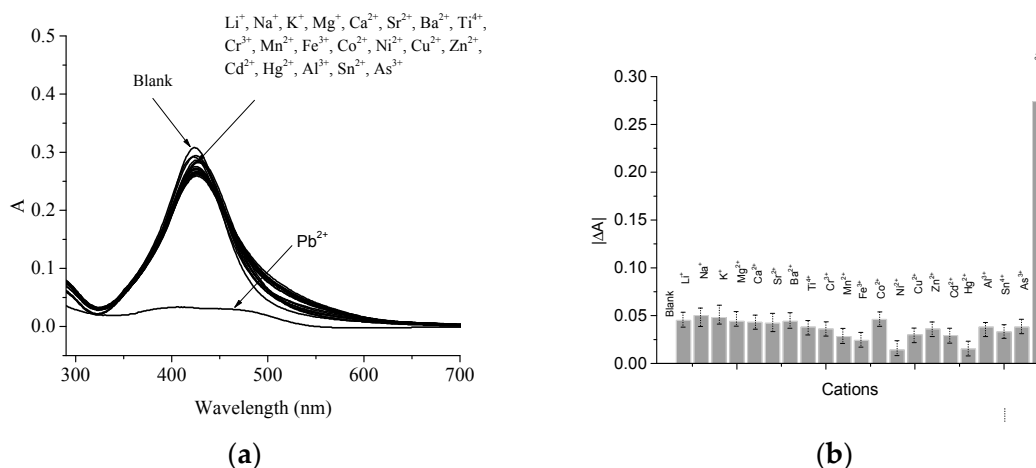 Li⁺, Na⁺, K⁺, Mg⁺, Ca²⁺, Sr²⁺, Ba²⁺, Ti⁴⁺,
Cr³⁺, Mn²⁺, Fe³⁺, Co²⁺, Ni²⁺, Cu²⁺, Zn²⁺,
Cd²⁺, Hg²⁺, Al³⁺, Sn²⁺, As³⁺
Blank
Pb²⁺
0.5
0.4
0.3
0.2
0.1
0.0
A
300
400
500
600
700
Wavelength (nm)
(a)
0.30
0.25
0.20
0.15
0.10
0.05
0.00
|ΔA|
Blank
Li⁺
Na⁺
K⁺
Mg²⁺
Ca²⁺
Sr²⁺
Ba²⁺
Ti⁴⁺
Cr³⁺
Mn²⁺
Fe³⁺
Co²⁺
Ni²⁺
Cu²⁺
Zn²⁺
Cd²⁺
Hg²⁺
Al³⁺
Sn⁴⁺
As³⁺
Cations
(b)